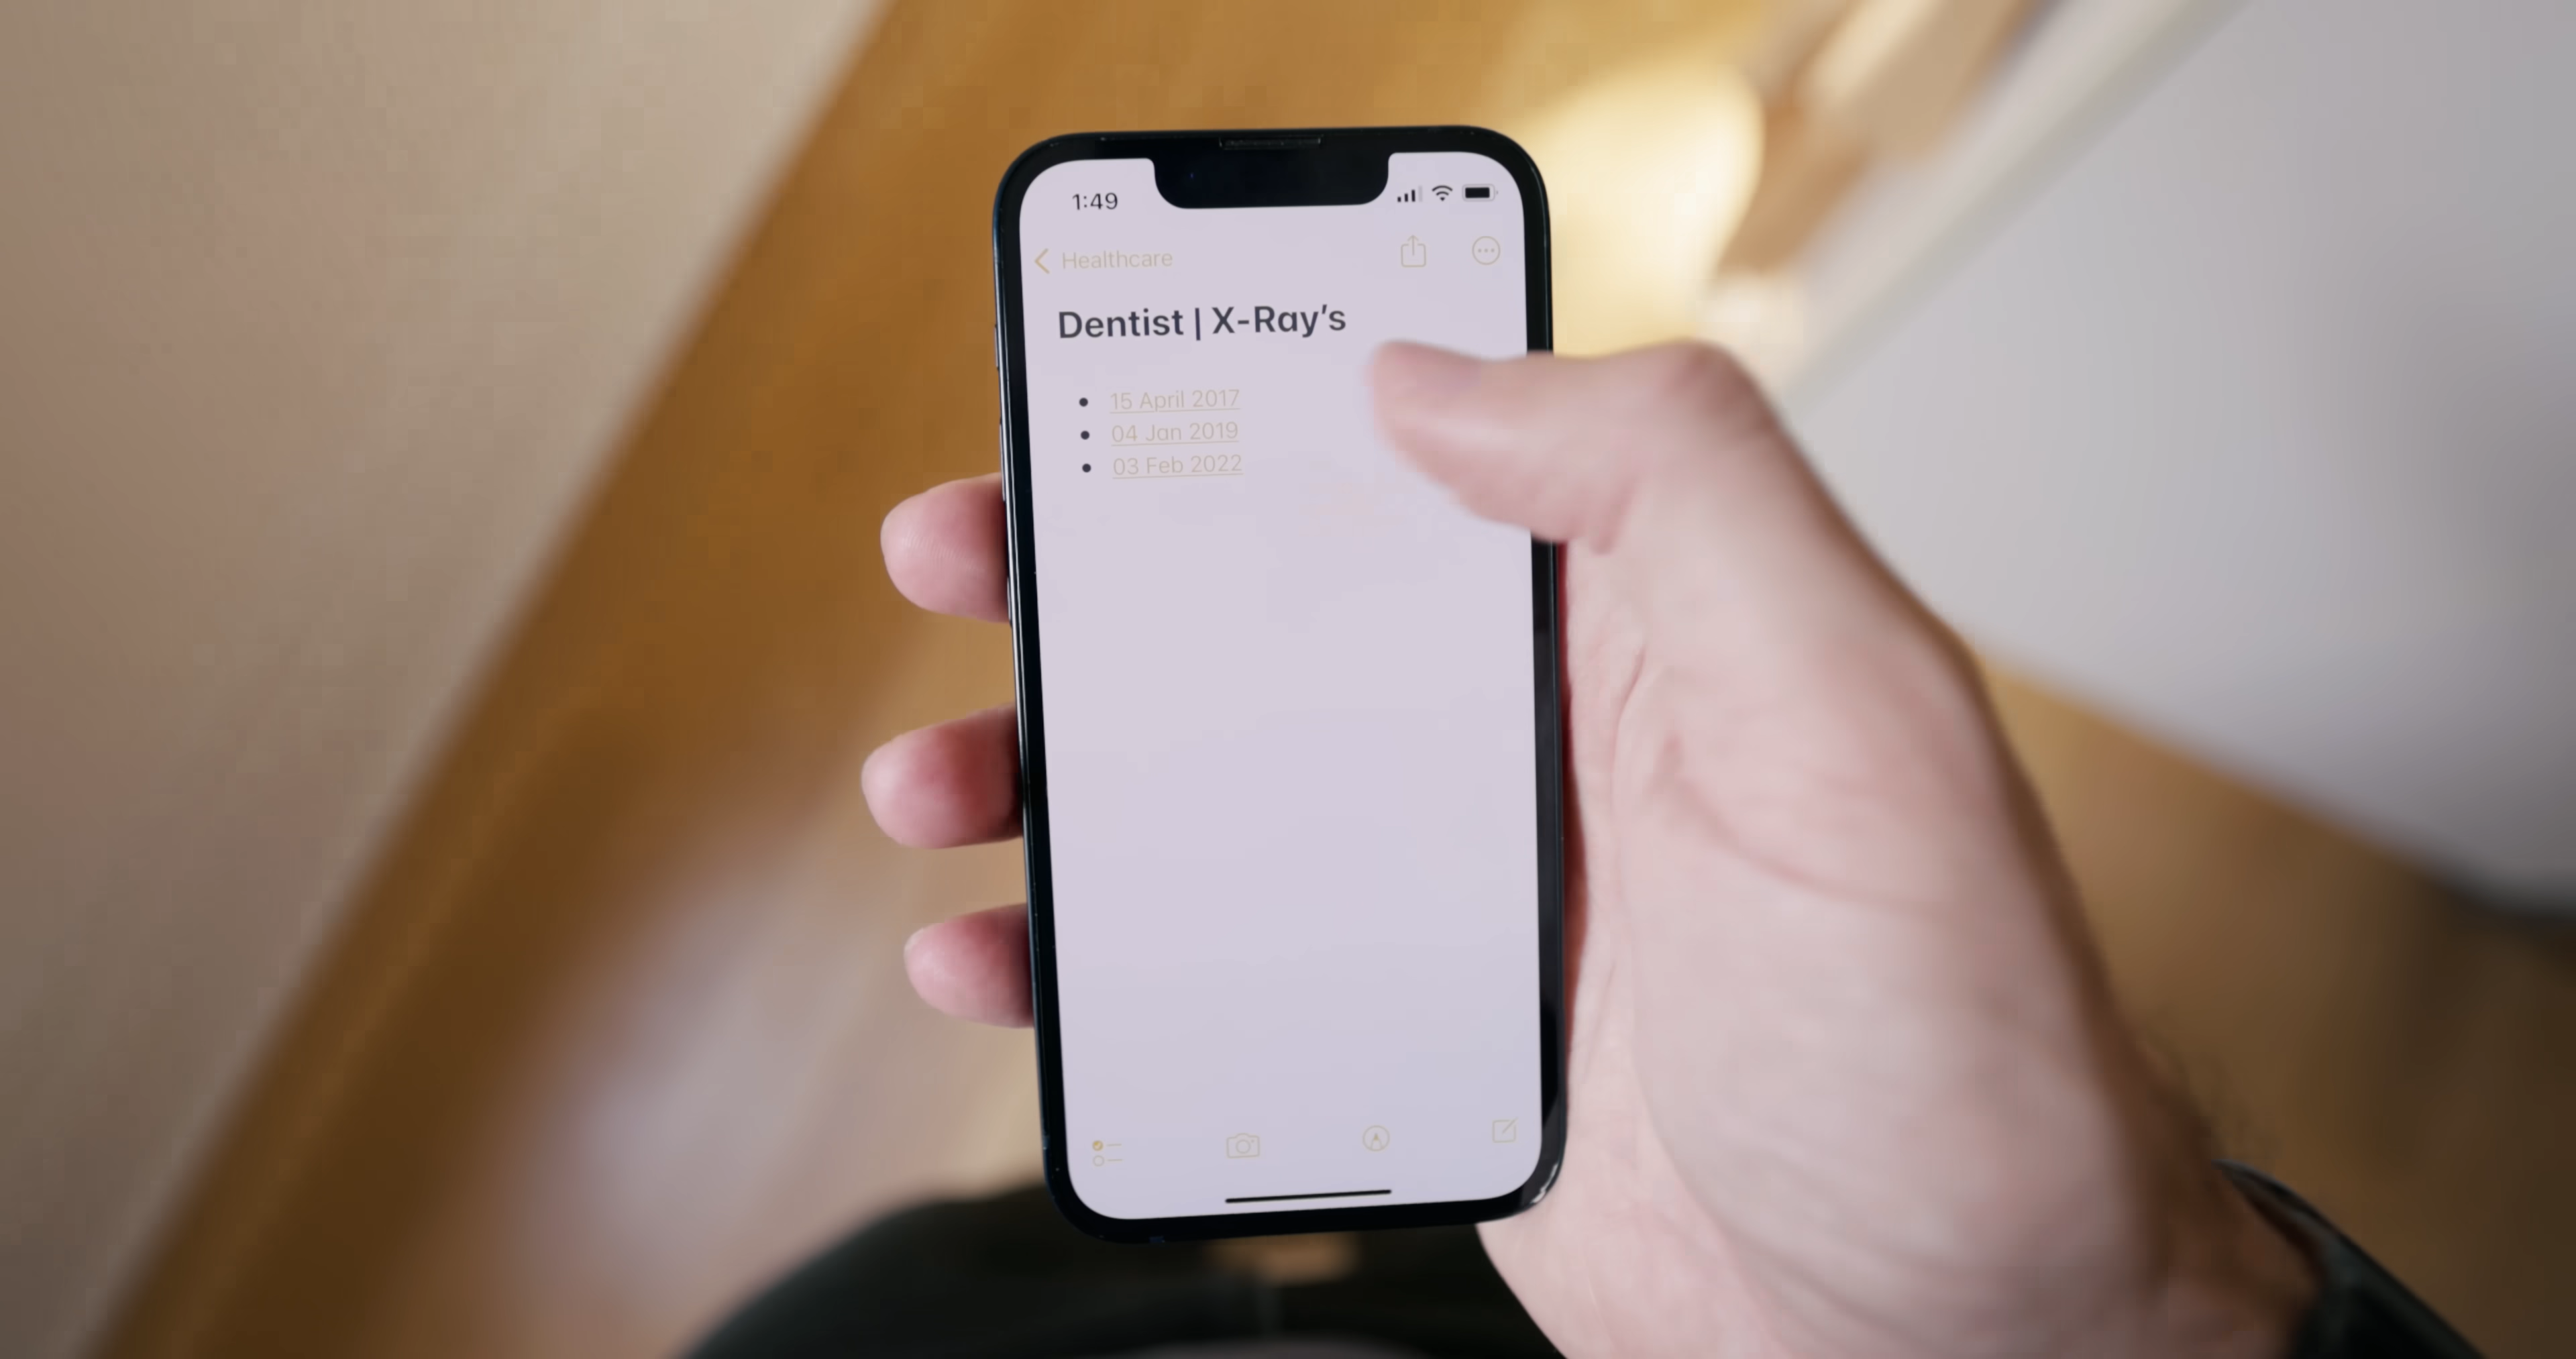 1:49
Healthcare
Dentist | X-Ray's
• 15 April 2017
• 04 Jan 2019
• 03 Feb 2022